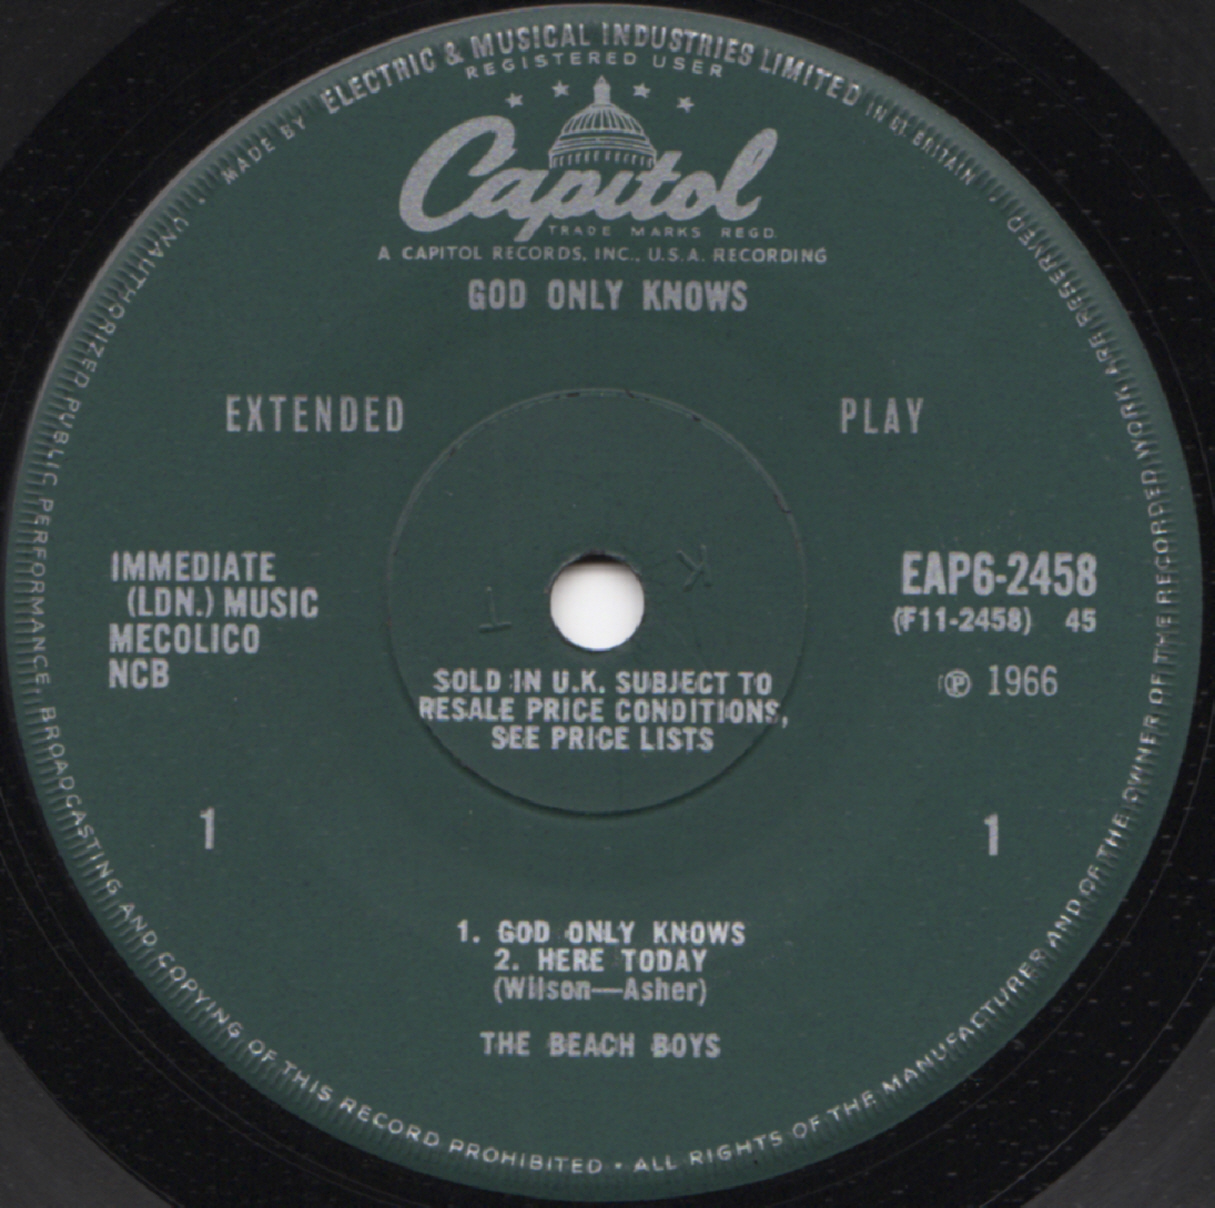 MADE BY ELECTRIC & MUSICAL INDUSTRIES LIMITED IN GT BRITAIN
REGISTERED USER
Capitol
TRADE MARKS REGD.
A CAPITOL RECORDS, INC., U.S.A. RECORDING
GOD ONLY KNOWS
EXTENDED PLAY
IMMEDIATE
(LDN.) MUSIC
MECOLICO
NCB
EAP6-2458
(F11-2458) 45
℗ 1966
SOLD IN U.K. SUBJECT TO
RESALE PRICE CONDITIONS,
SEE PRICE LISTS
1 1
1. GOD ONLY KNOWS
2. HERE TODAY
(Wilson—Asher)
THE BEACH BOYS
UNAUTHORIZED PUBLIC PERFORMANCE, BROADCASTING AND COPYING OF THIS RECORD PROHIBITED • ALL RIGHTS OF THE MANUFACTURER AND OF THE OWNER OF THE RECORDED WORK ARE RESERVED